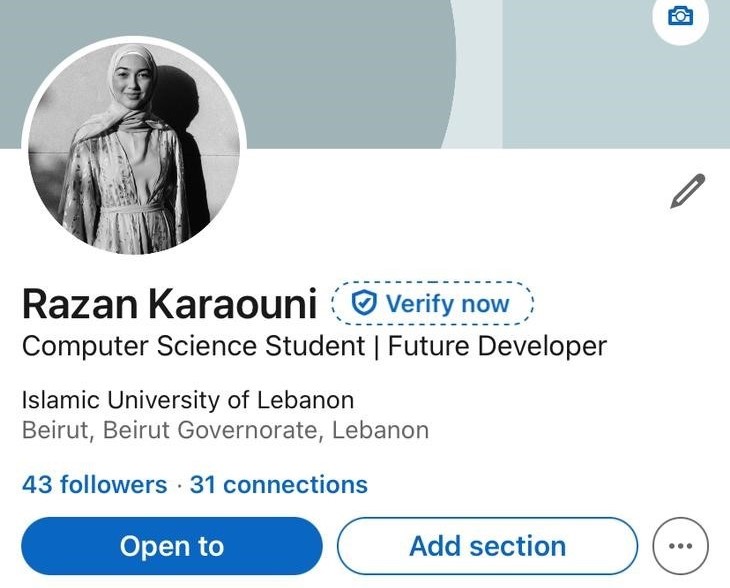 Razan Karaouni Verify now
Computer Science Student | Future Developer
Islamic University of Lebanon
Beirut, Beirut Governorate, Lebanon
43 followers · 31 connections
Open to Add section